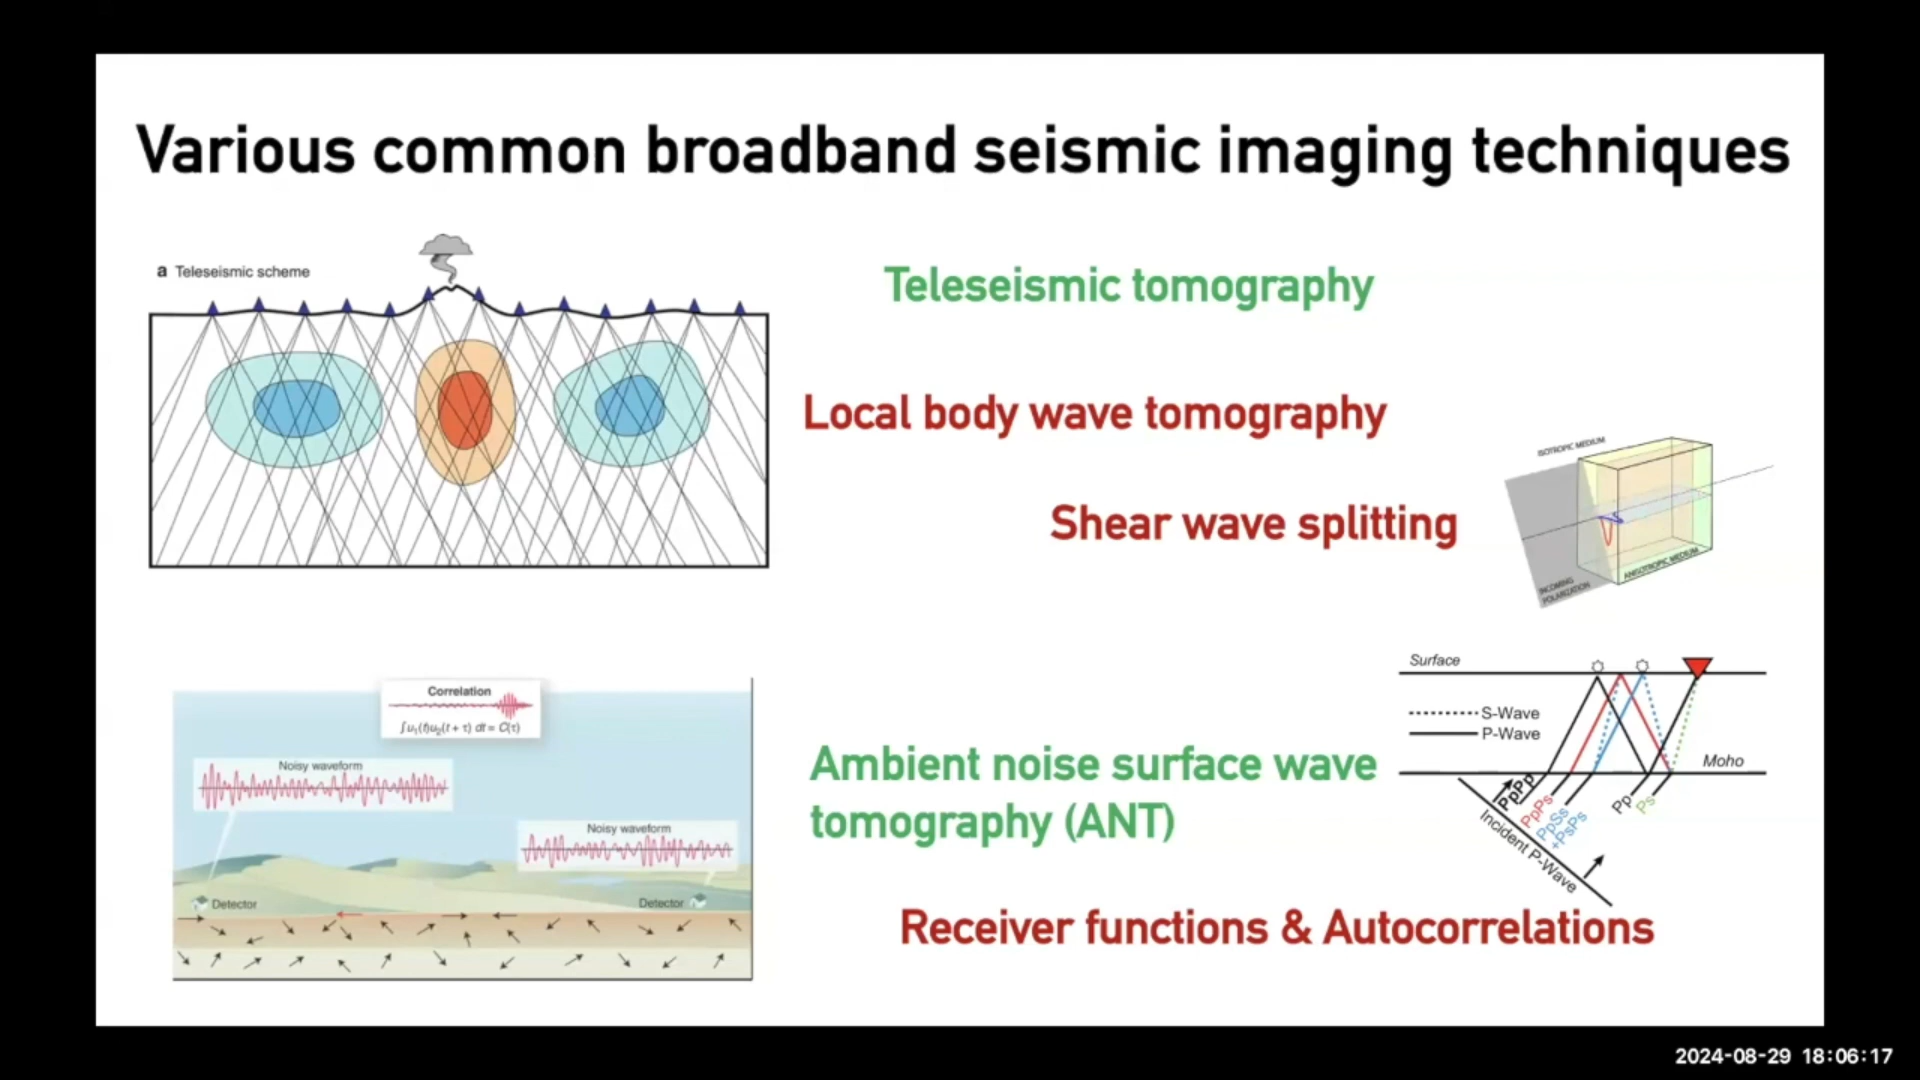 Various common broadband seismic imaging techniques
a Teleseismic scheme
Teleseismic tomography
Local body wave tomography
Shear wave splitting
ISOTROPIC MEDIUM
ANISOTROPIC MEDIUM
INCOMING
POLARIZATION
Correlation
∫u₁(t)u₂(t + τ) dt = C(τ)
Noisy waveform
Noisy waveform
Detector
Detector
Ambient noise surface wave
tomography (ANT)
Surface
S-Wave
P-Wave
Moho
PpPp
PpPs
PpSs
+PsPs
Pp
Ps
Incident P-Wave
Receiver functions & Autocorrelations
2024-08-29 18:06:17